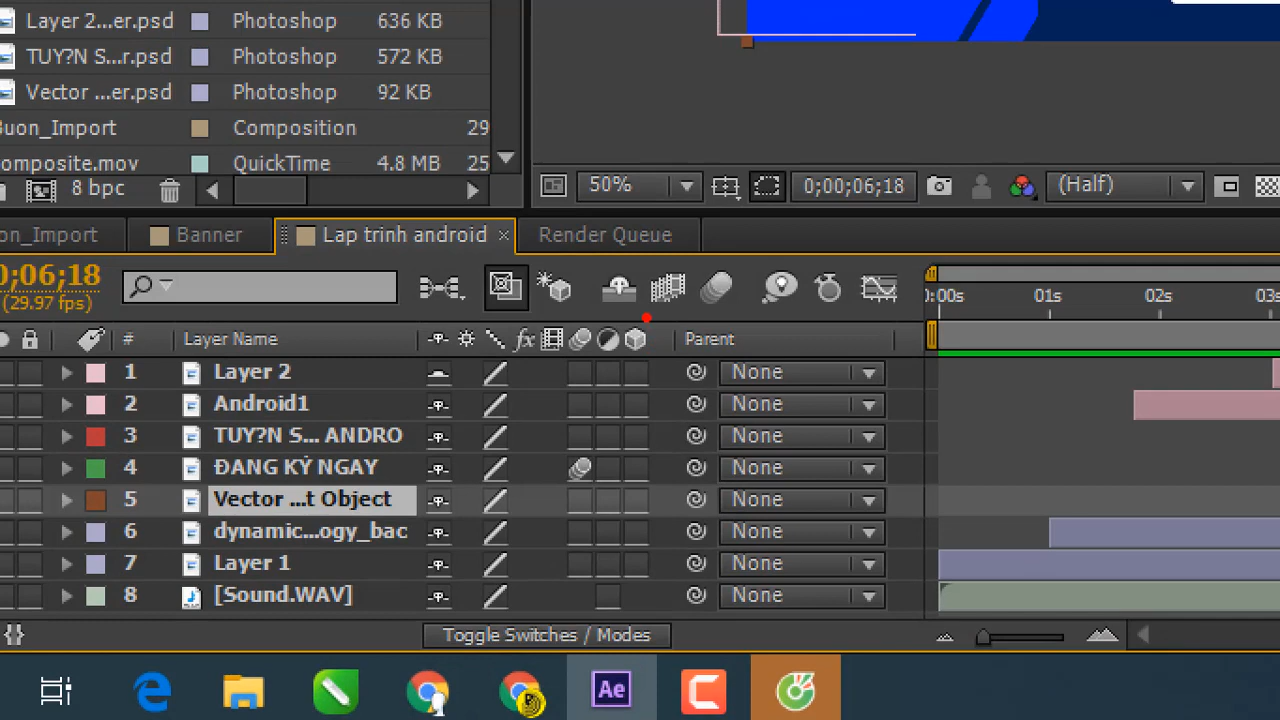 Layer 2...er.psd Photoshop 636 KB
TUY?N S...r.psd Photoshop 572 KB
Vector ...er.psd Photoshop 92 KB
Buon_Import Composition 29
omposite.mov QuickTime 4.8 MB 25
8 bpc
50% 0;00;06;18 (Half)
on_Import Banner Lap trinh android × Render Queue
0;06;18
(29.97 fps)
0:00s 01s 02s 03s
# Layer Name fx Parent
1 Layer 2 None
2 Android1 None
3 TUY?N S... ANDRO None
4 ĐANG KÝ NGAY None
5 Vector ...t Object None
6 dynamic...ogy_bac None
7 Layer 1 None
8 [Sound.WAV] None
Toggle Switches / Modes
Ae